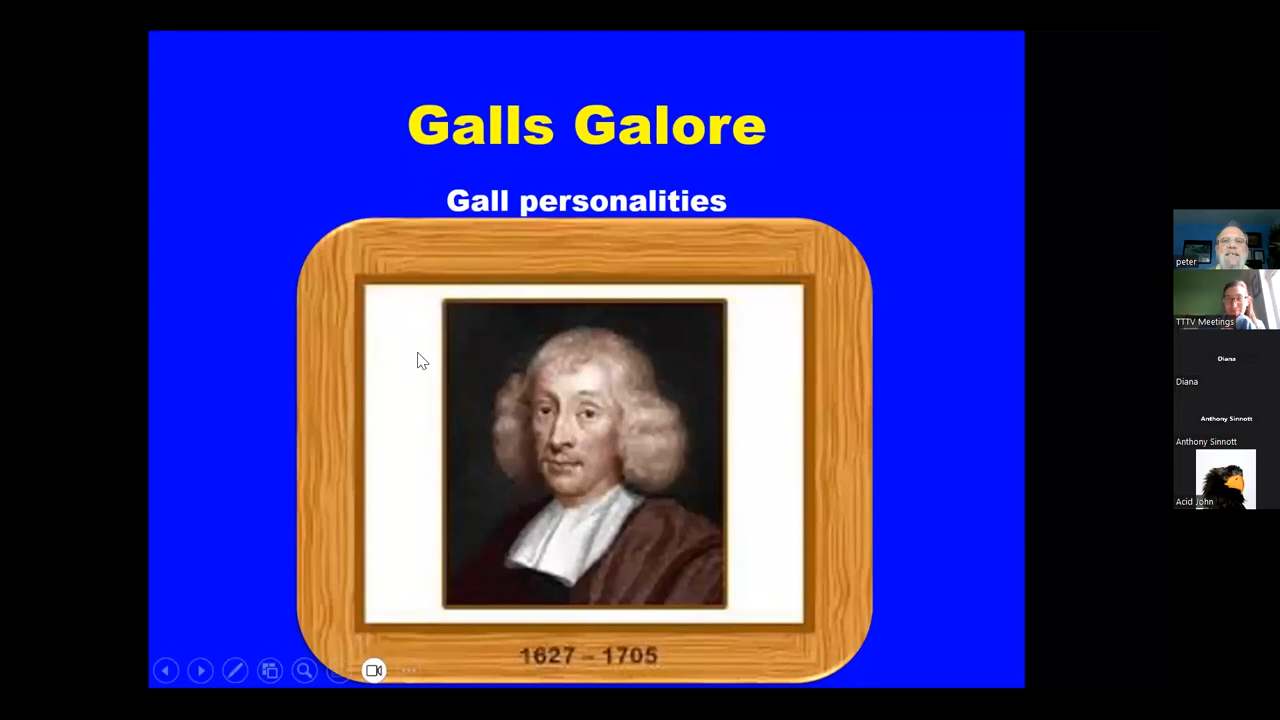 Galls Galore
Gall personalities
1627 – 1705
peter
TTTV Meetings
Diana
Diana
Anthony Sinnott
Anthony Sinnott
Acid John